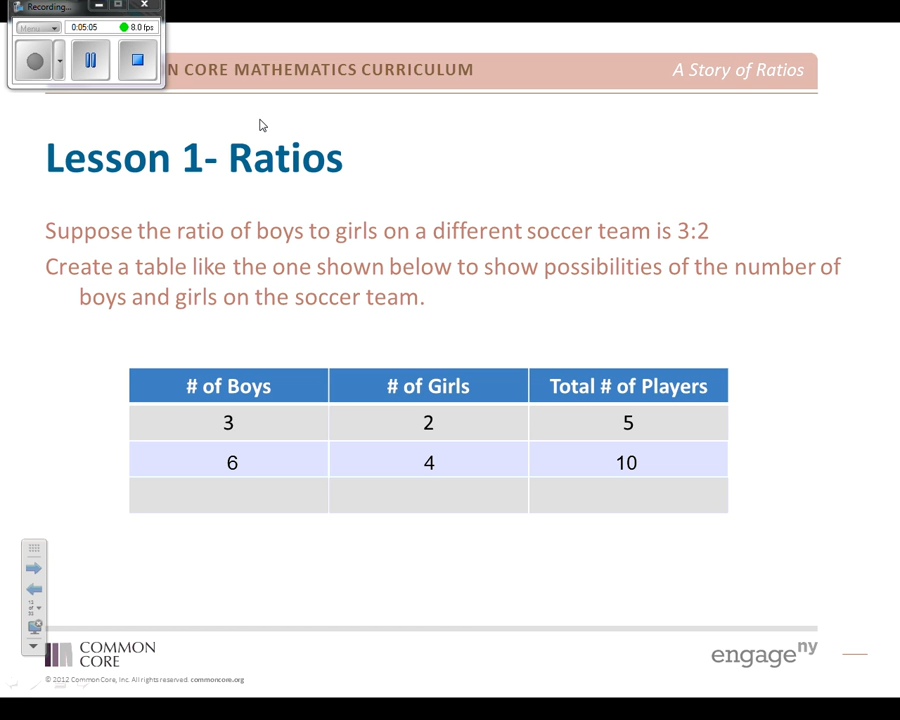 Recording...
Menu
0:05:05
8.0 fps
N CORE MATHEMATICS CURRICULUM
A Story of Ratios
Lesson 1- Ratios
Suppose the ratio of boys to girls on a different soccer team is 3:2
Create a table like the one shown below to show possibilities of the number of
boys and girls on the soccer team.
# of Boys # of Girls Total # of Players
3 2 5
6 4 10
COMMON
CORE
engageny
© 2012 Common Core, Inc. All rights reserved. commoncore.org